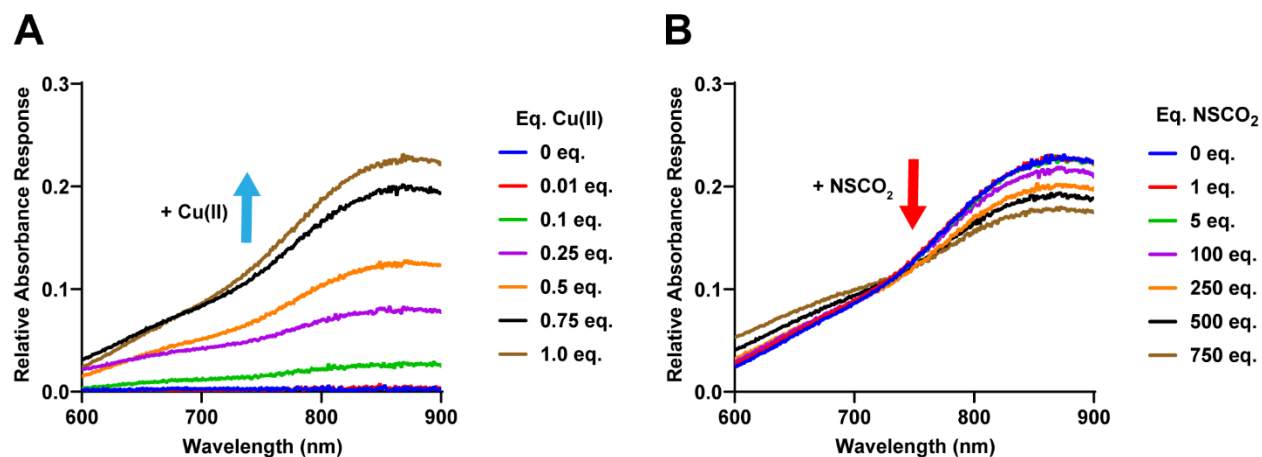 A
Relative Absorbance Response
0.3
0.2
0.1
0.0
600
700
800
900
Wavelength (nm)
+ Cu(II)
Eq. Cu(II)
0 eq.
0.01 eq.
0.1 eq.
0.25 eq.
0.5 eq.
0.75 eq.
1.0 eq.
B
Relative Absorbance Response
0.3
0.2
0.1
0.0
600
700
800
900
Wavelength (nm)
+ NSCO₂
Eq. NSCO₂
0 eq.
1 eq.
5 eq.
100 eq.
250 eq.
500 eq.
750 eq.